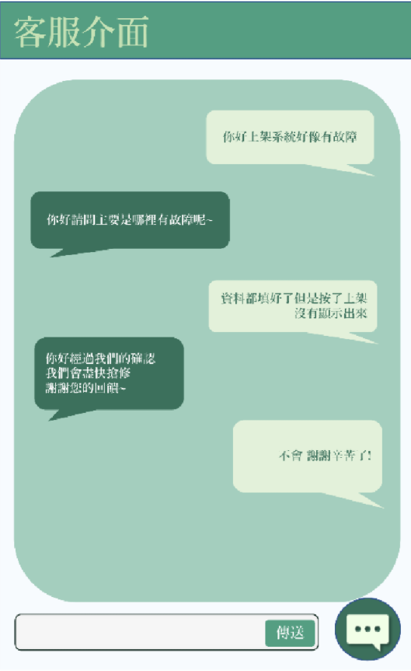 客服介面
你好上架系統好像有故障
你好請問主要是哪裡有故障呢~
資料都填好了但是按了上架
沒有顯示出來
你好經過我們的確認
我們會盡快搶修
謝謝您的回饋~
不會 謝謝辛苦了!
傳送